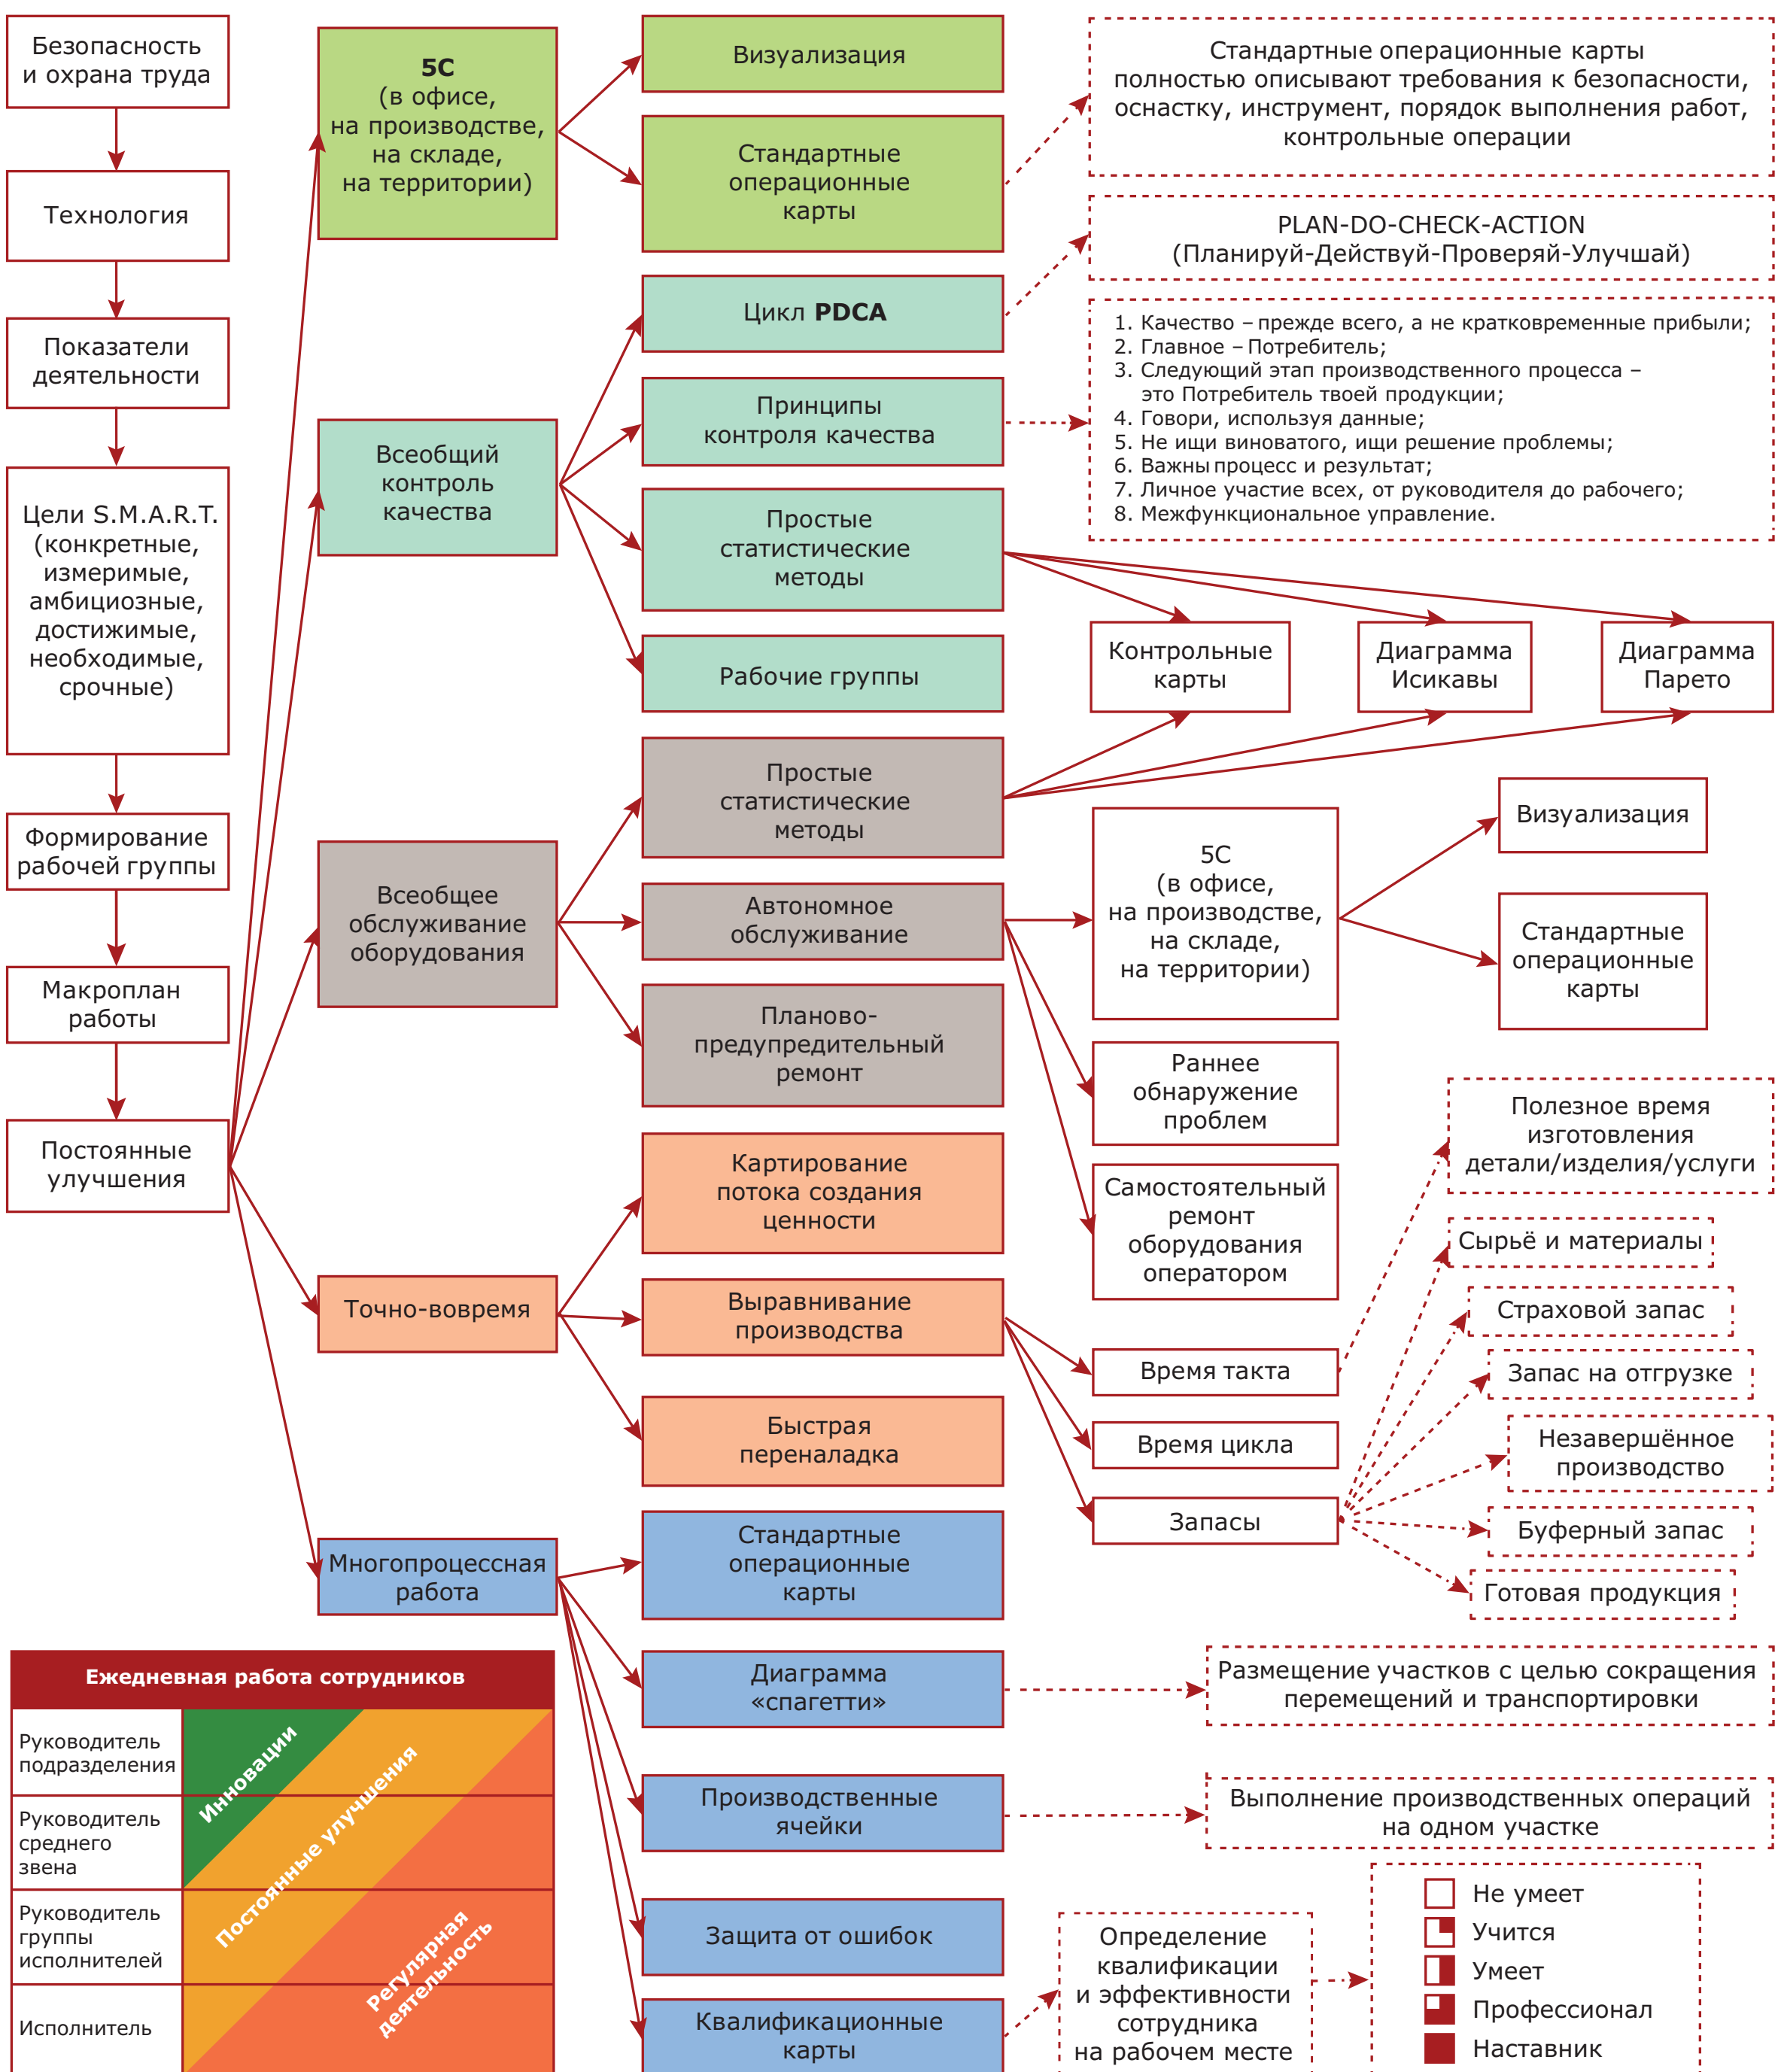 Безопасность
и охрана труда
Технология
Показатели
деятельности
Цели S.M.A.R.T.
(конкретные,
измеримые,
амбициозные,
достижимые,
необходимые,
срочные)
Формирование
рабочей группы
Макроплан
работы
Постоянные
улучшения
5С
(в офисе,
на производстве,
на складе,
на территории)
Всеобщий
контроль
качества
Всеобщее
обслуживание
оборудования
Точно-вовремя
Многопроцессная
работа
Визуализация
Стандартные
операционные
карты
Цикл PDCA
Принципы
контроля качества
Простые
статистические
методы
Рабочие группы
Простые
статистические
методы
Автономное
обслуживание
Планово-
предупредительный
ремонт
Картирование
потока создания
ценности
Выравнивание
производства
Быстрая
переналадка
Стандартные
операционные
карты
Диаграмма
«спагетти»
Производственные
ячейки
Защита от ошибок
Квалификационные
карты
Стандартные операционные карты
полностью описывают требования к безопасности,
оснастку, инструмент, порядок выполнения работ,
контрольные операции
PLAN-DO-CHECK-ACTION
(Планируй-Действуй-Проверяй-Улучшай)
1. Качество – прежде всего, а не кратковременные прибыли;
2. Главное – Потребитель;
3. Следующий этап производственного процесса –
это Потребитель твоей продукции;
4. Говори, используя данные;
5. Не ищи виноватого, ищи решение проблемы;
6. Важны процесс и результат;
7. Личное участие всех, от руководителя до рабочего;
8. Межфункциональное управление.
Контрольные
карты
Диаграмма
Исикавы
Диаграмма
Парето
5С
(в офисе,
на производстве,
на складе,
на территории)
Визуализация
Стандартные
операционные
карты
Раннее
обнаружение
проблем
Самостоятельный
ремонт
оборудования
оператором
Время такта
Время цикла
Запасы
Полезное время
изготовления
детали/изделия/услуги
Сырьё и материалы
Страховой запас
Запас на отгрузке
Незавершённое
производство
Буферный запас
Готовая продукция
Размещение участков с целью сокращения
перемещений и транспортировки
Выполнение производственных операций
на одном участке
Определение
квалификации
и эффективности
сотрудника
на рабочем месте
Не умеет
Учится
Умеет
Профессионал
Наставник
Ежедневная работа сотрудников
Руководитель
подразделения
Руководитель
среднего
звена
Руководитель
группы
исполнителей
Исполнитель
Инновации
Постоянные улучшения
Регулярная
деятельность